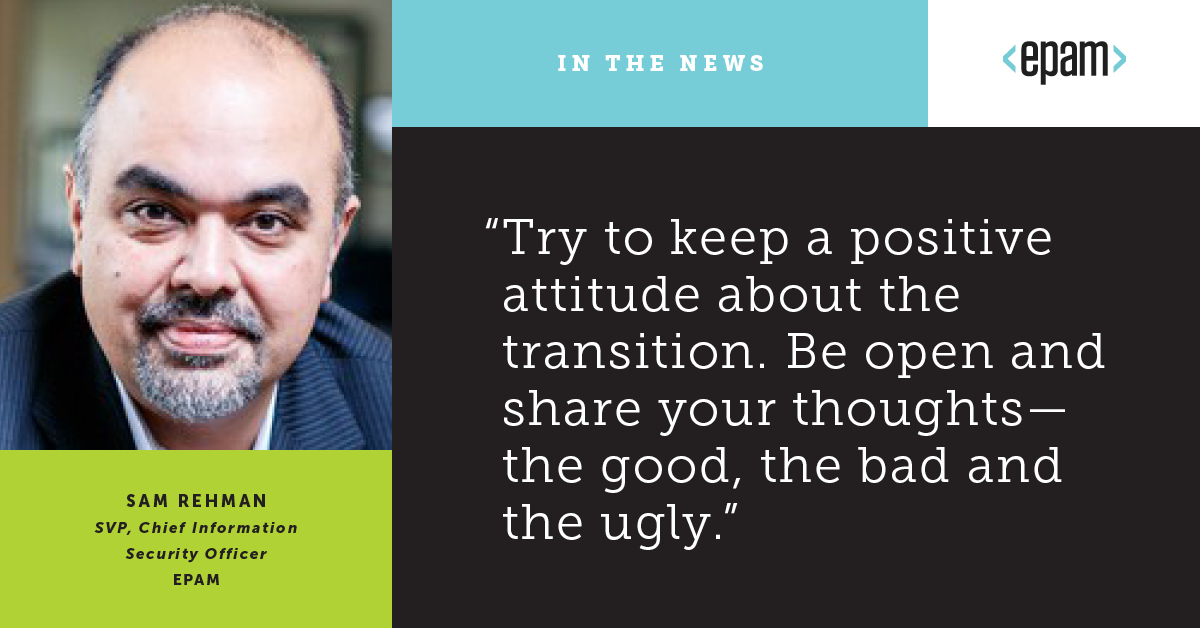 IN THE NEWS
<epam>
“Try to keep a positive
attitude about the
transition. Be open and
share your thoughts—
the good, the bad and
the ugly.”
SAM REHMAN
SVP, Chief Information
Security Officer
EPAM